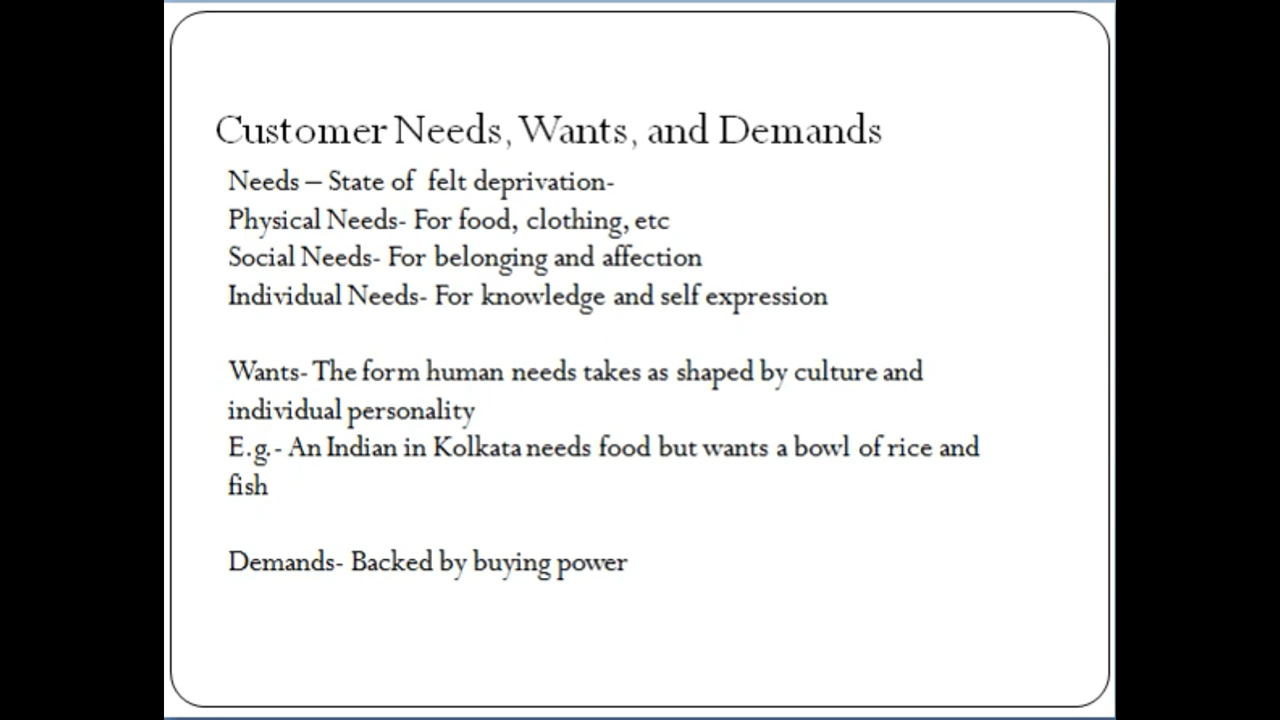 Customer Needs, Wants, and Demands
Needs – State of felt deprivation-
Physical Needs- For food, clothing, etc
Social Needs- For belonging and affection
Individual Needs- For knowledge and self expression
Wants- The form human needs takes as shaped by culture and
individual personality
E.g.- An Indian in Kolkata needs food but wants a bowl of rice and
fish
Demands- Backed by buying power